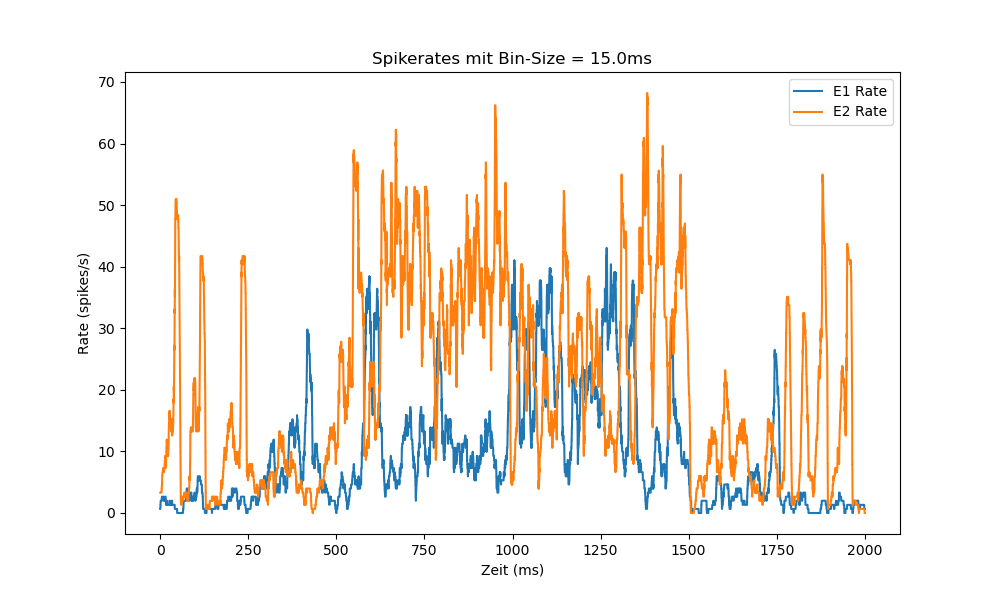 Spikerates mit Bin-Size = 15.0ms
E1 Rate
E2 Rate
70
60
50
40
30
20
10
0
Rate (spikes/s)
0 250 500 750 1000 1250 1500 1750 2000
Zeit (ms)